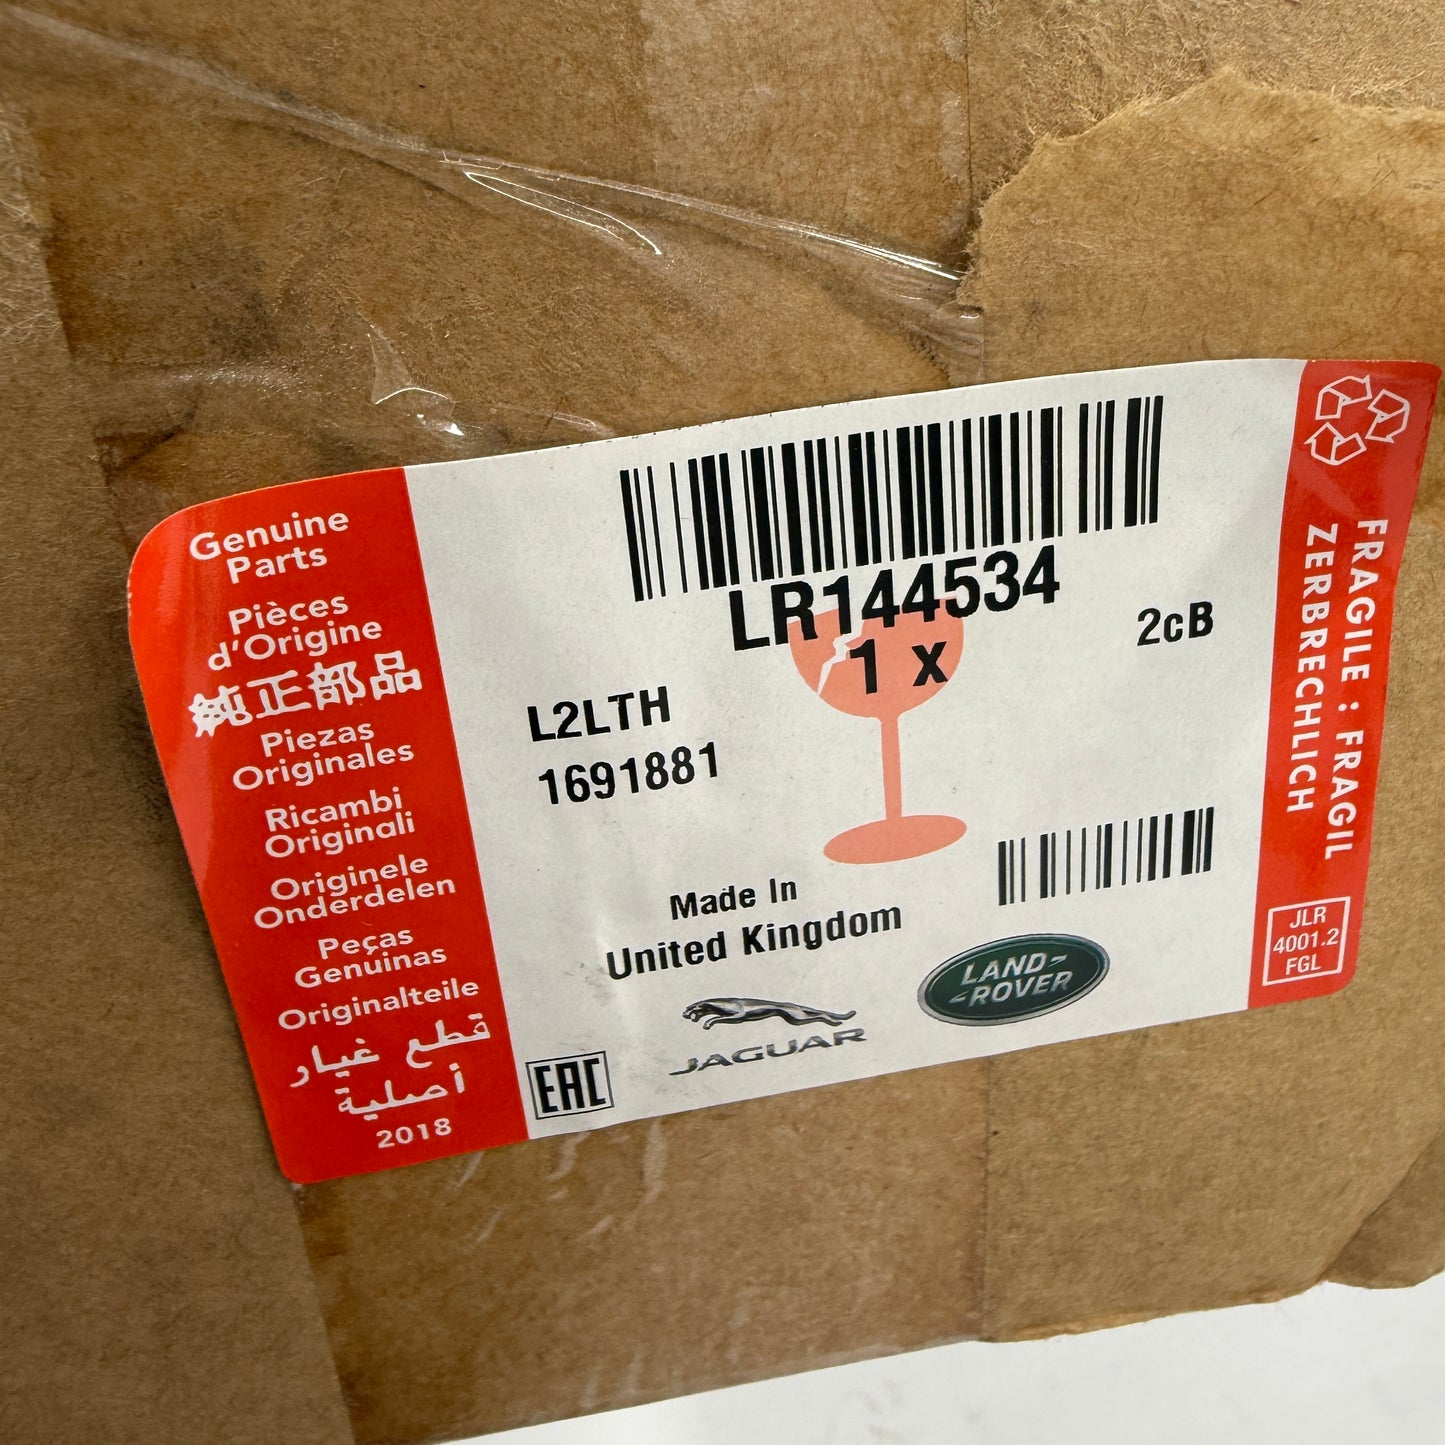 Genuine
Parts
Pièces
d'Origine
純正部品
Piezas
Originales
Ricambi
Originali
Originele
Onderdelen
Peças
Genuinas
Originalteile
قطع غيار
أصلية
2018
LR144534
1 x
2cB
L2LTH
1691881
Made In
United Kingdom
EAC
JAGUAR
LAND-
-ROVER
FRAGILE : FRAGIL
ZERBRECHLICH
JLR
4001.2
FGL